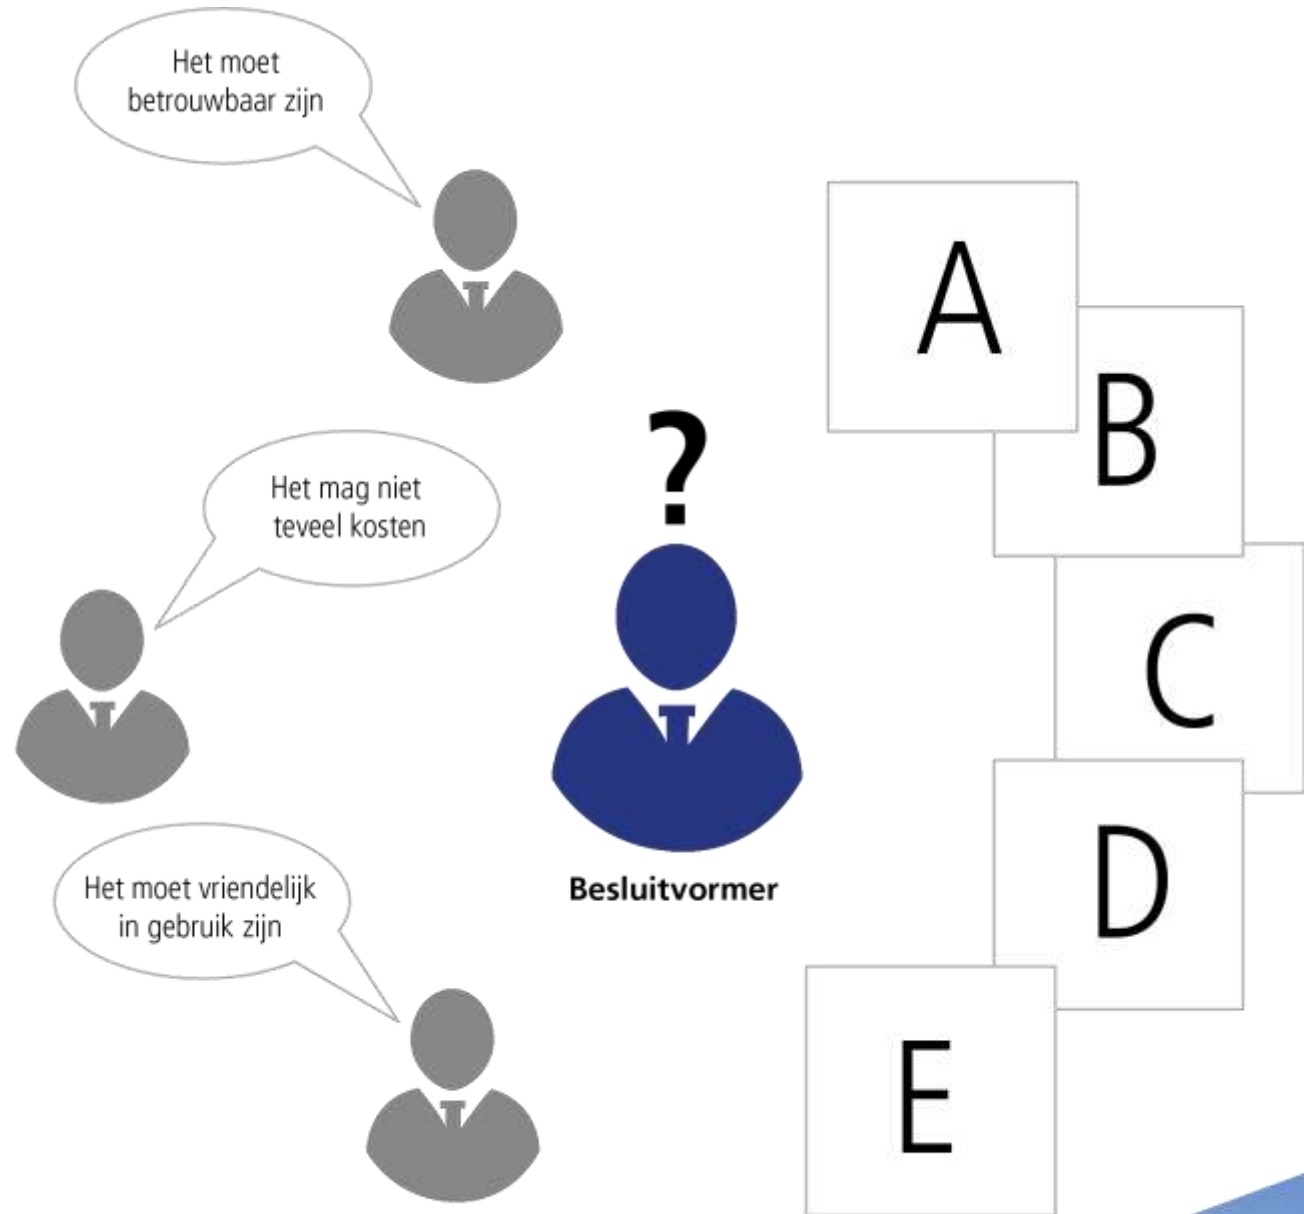 Het moet
betrouwbaar zijn
Het mag niet
teveel kosten
Het moet vriendelijk
in gebruik zijn
?
Besluitvormer
A
B
C
D
E